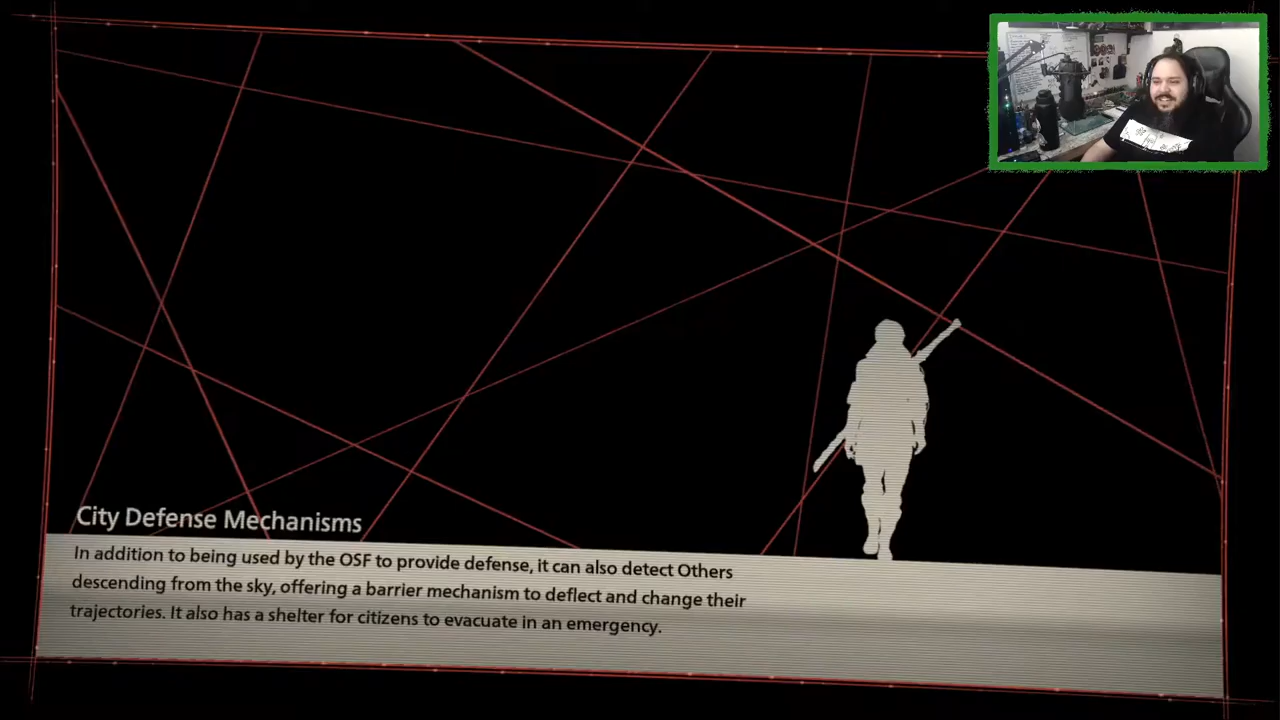 City Defense Mechanisms
In addition to being used by the OSF to provide defense, it can also detect Others
descending from the sky, offering a barrier mechanism to deflect and change their
trajectories. It also has a shelter for citizens to evacuate in an emergency.